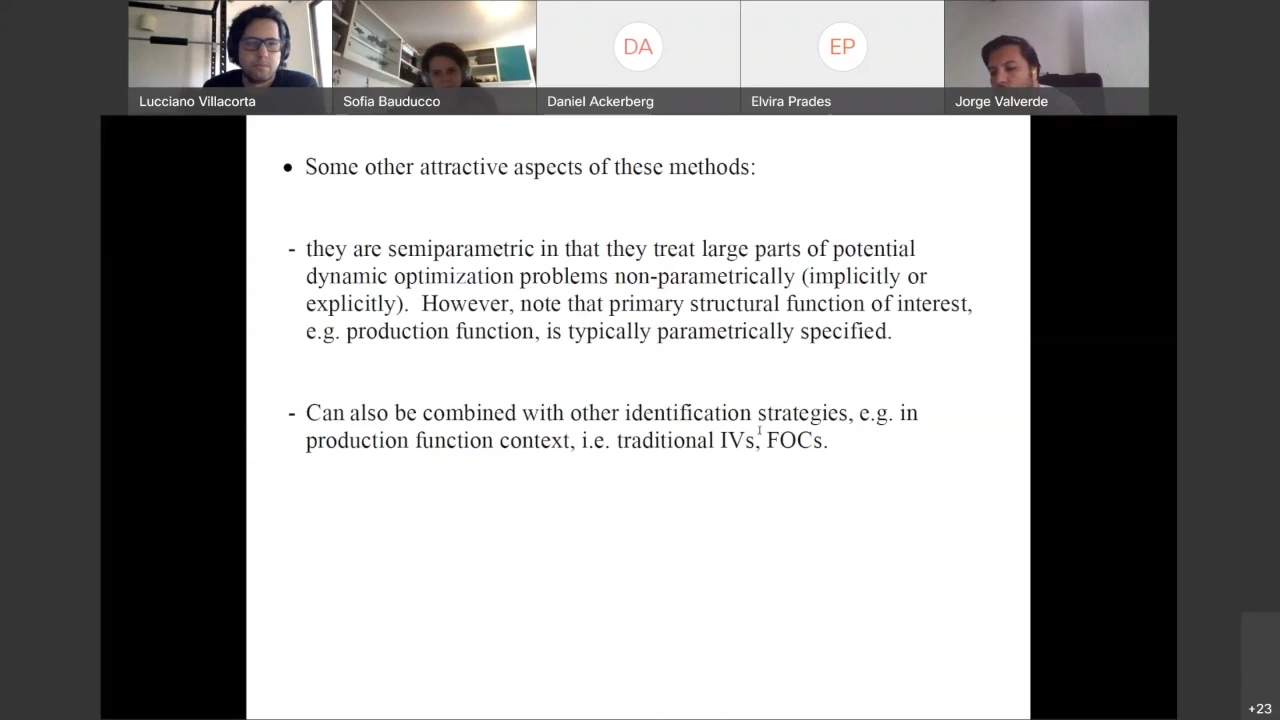 DA
EP
Lucciano Villacorta
Sofia Bauducco
Daniel Ackerberg
Elvira Prades
Jorge Valverde
• Some other attractive aspects of these methods:
- they are semiparametric in that they treat large parts of potential
dynamic optimization problems non-parametrically (implicitly or
explicitly). However, note that primary structural function of interest,
e.g. production function, is typically parametrically specified.
- Can also be combined with other identification strategies, e.g. in
production function context, i.e. traditional IVs, FOCs.
+23